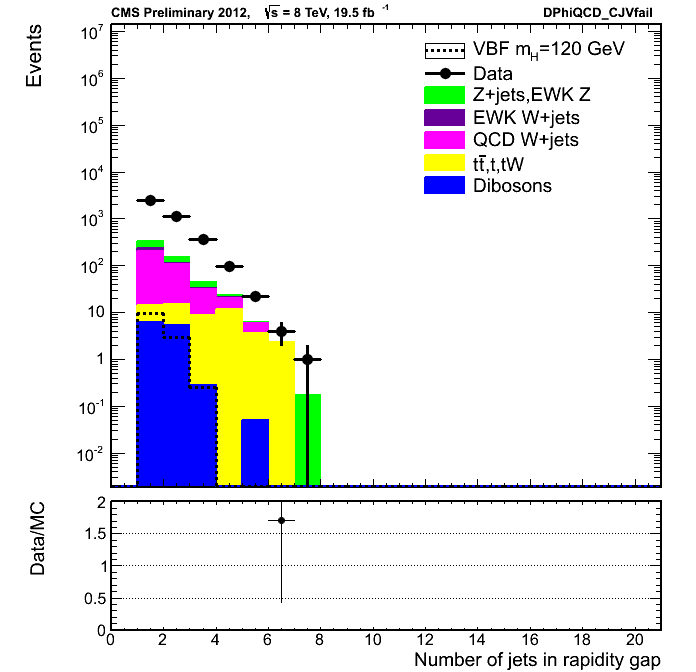 CMS Preliminary 2012, √s = 8 TeV, 19.5 fb⁻¹ DPhiQCD_CJVfail
Events
10⁷
10⁶
10⁵
10⁴
10³
10²
10
1
10⁻¹
10⁻²
VBF m_H=120 GeV
Data
Z+jets,EWK Z
EWK W+jets
QCD W+jets
tt̄,t,tW
Dibosons
Data/MC
2
1.5
1
0.5
0
0 2 4 6 8 10 12 14 16 18 20
Number of jets in rapidity gap